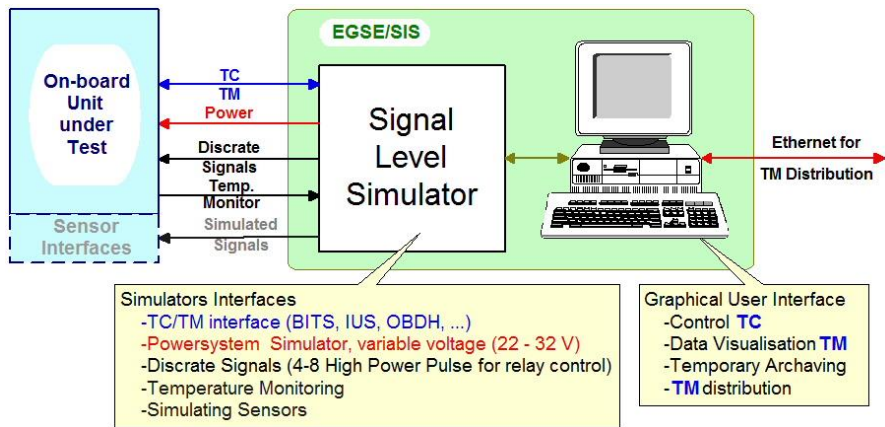 EGSE/SIS
On-board
Unit
under
Test
TC
TM
Power
Discrete
Signals
Temp.
Monitor
Simulated
Signals
Sensor
Interfaces
Signal
Level
Simulator
Ethernet for
TM Distribution
Simulators Interfaces
-TC/TM interface (BITS, IUS, OBDH, ...)
-Powersystem Simulator, variable voltage (22 - 32 V)
-Discrete Signals (4-8 High Power Pulse for relay control)
-Temperature Monitoring
-Simulating Sensors
Graphical User Interface
-Control TC
-Data Visualisation TM
-Temporary Archaving
-TM distribution